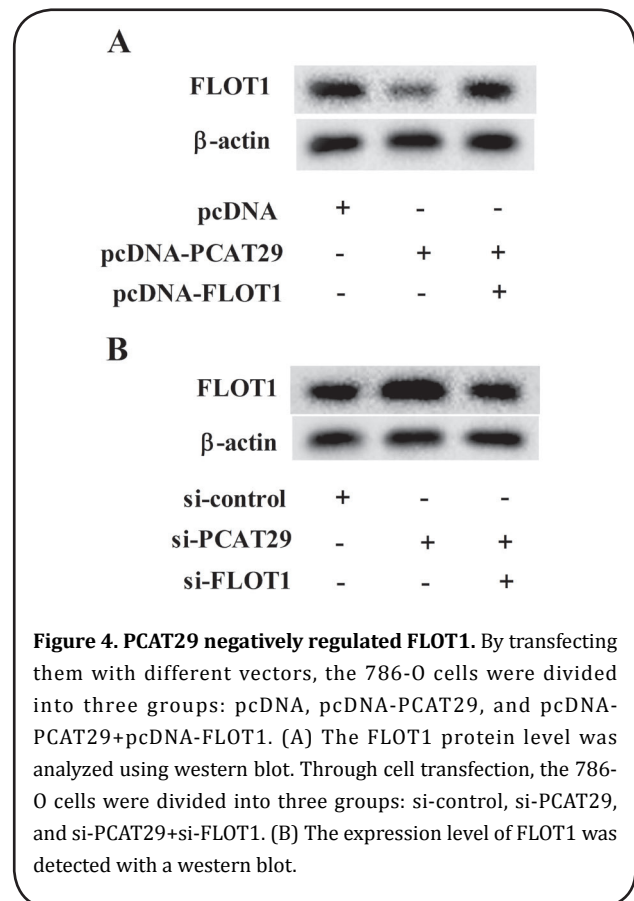 A
FLOT1
β-actin
pcDNA + - -
pcDNA-PCAT29 - + +
pcDNA-FLOT1 - - +
B
FLOT1
β-actin
si-control + - -
si-PCAT29 - + +
si-FLOT1 - - +
Figure 4. PCAT29 negatively regulated FLOT1. By transfecting
them with different vectors, the 786-O cells were divided
into three groups: pcDNA, pcDNA-PCAT29, and pcDNA-
PCAT29+pcDNA-FLOT1. (A) The FLOT1 protein level was
analyzed using western blot. Through cell transfection, the 786-
O cells were divided into three groups: si-control, si-PCAT29,
and si-PCAT29+si-FLOT1. (B) The expression level of FLOT1 was
detected with a western blot.